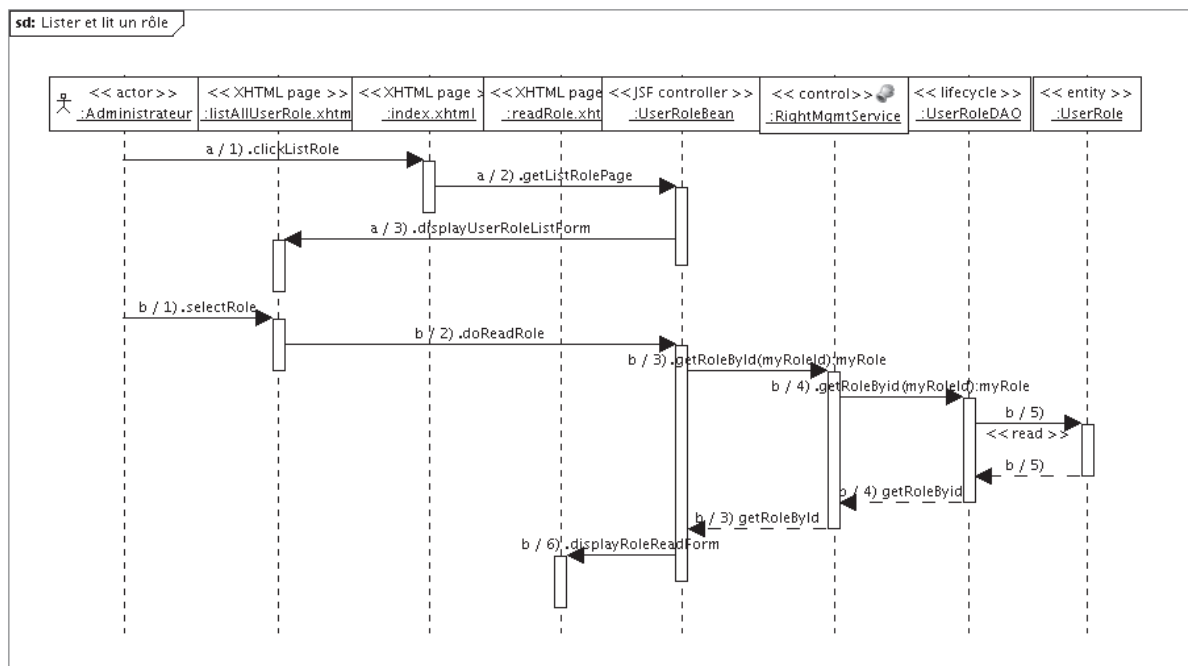 sd: Lister et lit un rôle
<< actor >>
:Administrateur
<< XHTML page >>
:listAllUserRole.xhtm
<<XHTML page >
:index.xhtml
<< XHTML page
:readRole.xht
<<JSF controller >>
:UserRoleBean
<< control>>
:RightMqmtService
<< lifecycle >>
:UserRoleDAO
<< entity >>
:UserRole
a / 1) .clickListRole
a / 2) .getListRolePage
a / 3) .displayUserRoleListForm
b / 1) .selectRole
b / 2) .doReadRole
b / 3) .getRoleById(myRoleId):myRole
b / 4) .getRoleByid(myRoleId):myRole
b / 5)
<< read >>
b / 5)
b / 4) getRoleByid
b / 3) getRoleById
b / 6) .displayRoleReadForm